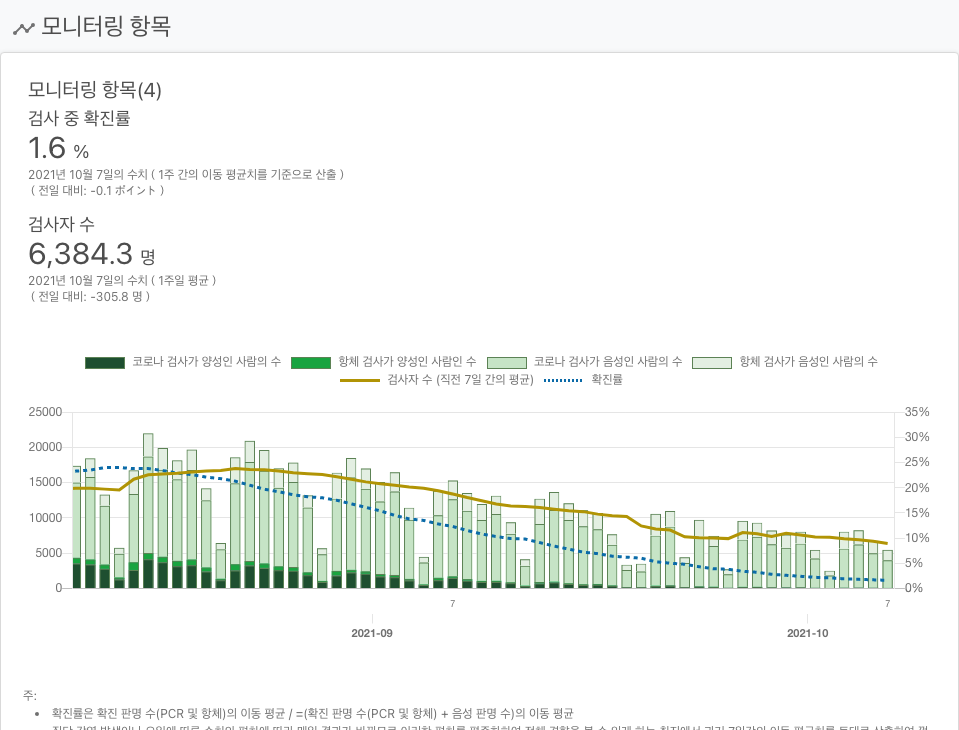 모니터링 항목
모니터링 항목(4)
검사 중 확진률
1.6 %
2021년 10월 7일의 수치 ( 1주 간의 이동 평균치를 기준으로 산출 )
( 전일 대비: -0.1 ポイント )
검사자 수
6,384.3 명
2021년 10월 7일의 수치 ( 1주일 평균 )
( 전일 대비: -305.8 명 )
코로나 검사가 양성인 사람의 수 항체 검사가 양성인 사람인 수 코로나 검사가 음성인 사람의 수 항체 검사가 음성인 사람의 수
검사자 수 (직전 7일 간의 평균) 확진률
25000 35%
30%
20000 25%
15000 20%
15%
10000 10%
5000 5%
0 0%
7 7
2021-09 2021-10
주:
• 확진률은 확진 판명 수(PCR 및 항체)의 이동 평균 / =(확진 판명 수(PCR 및 항체) + 음성 판명 수)의 이동 평균